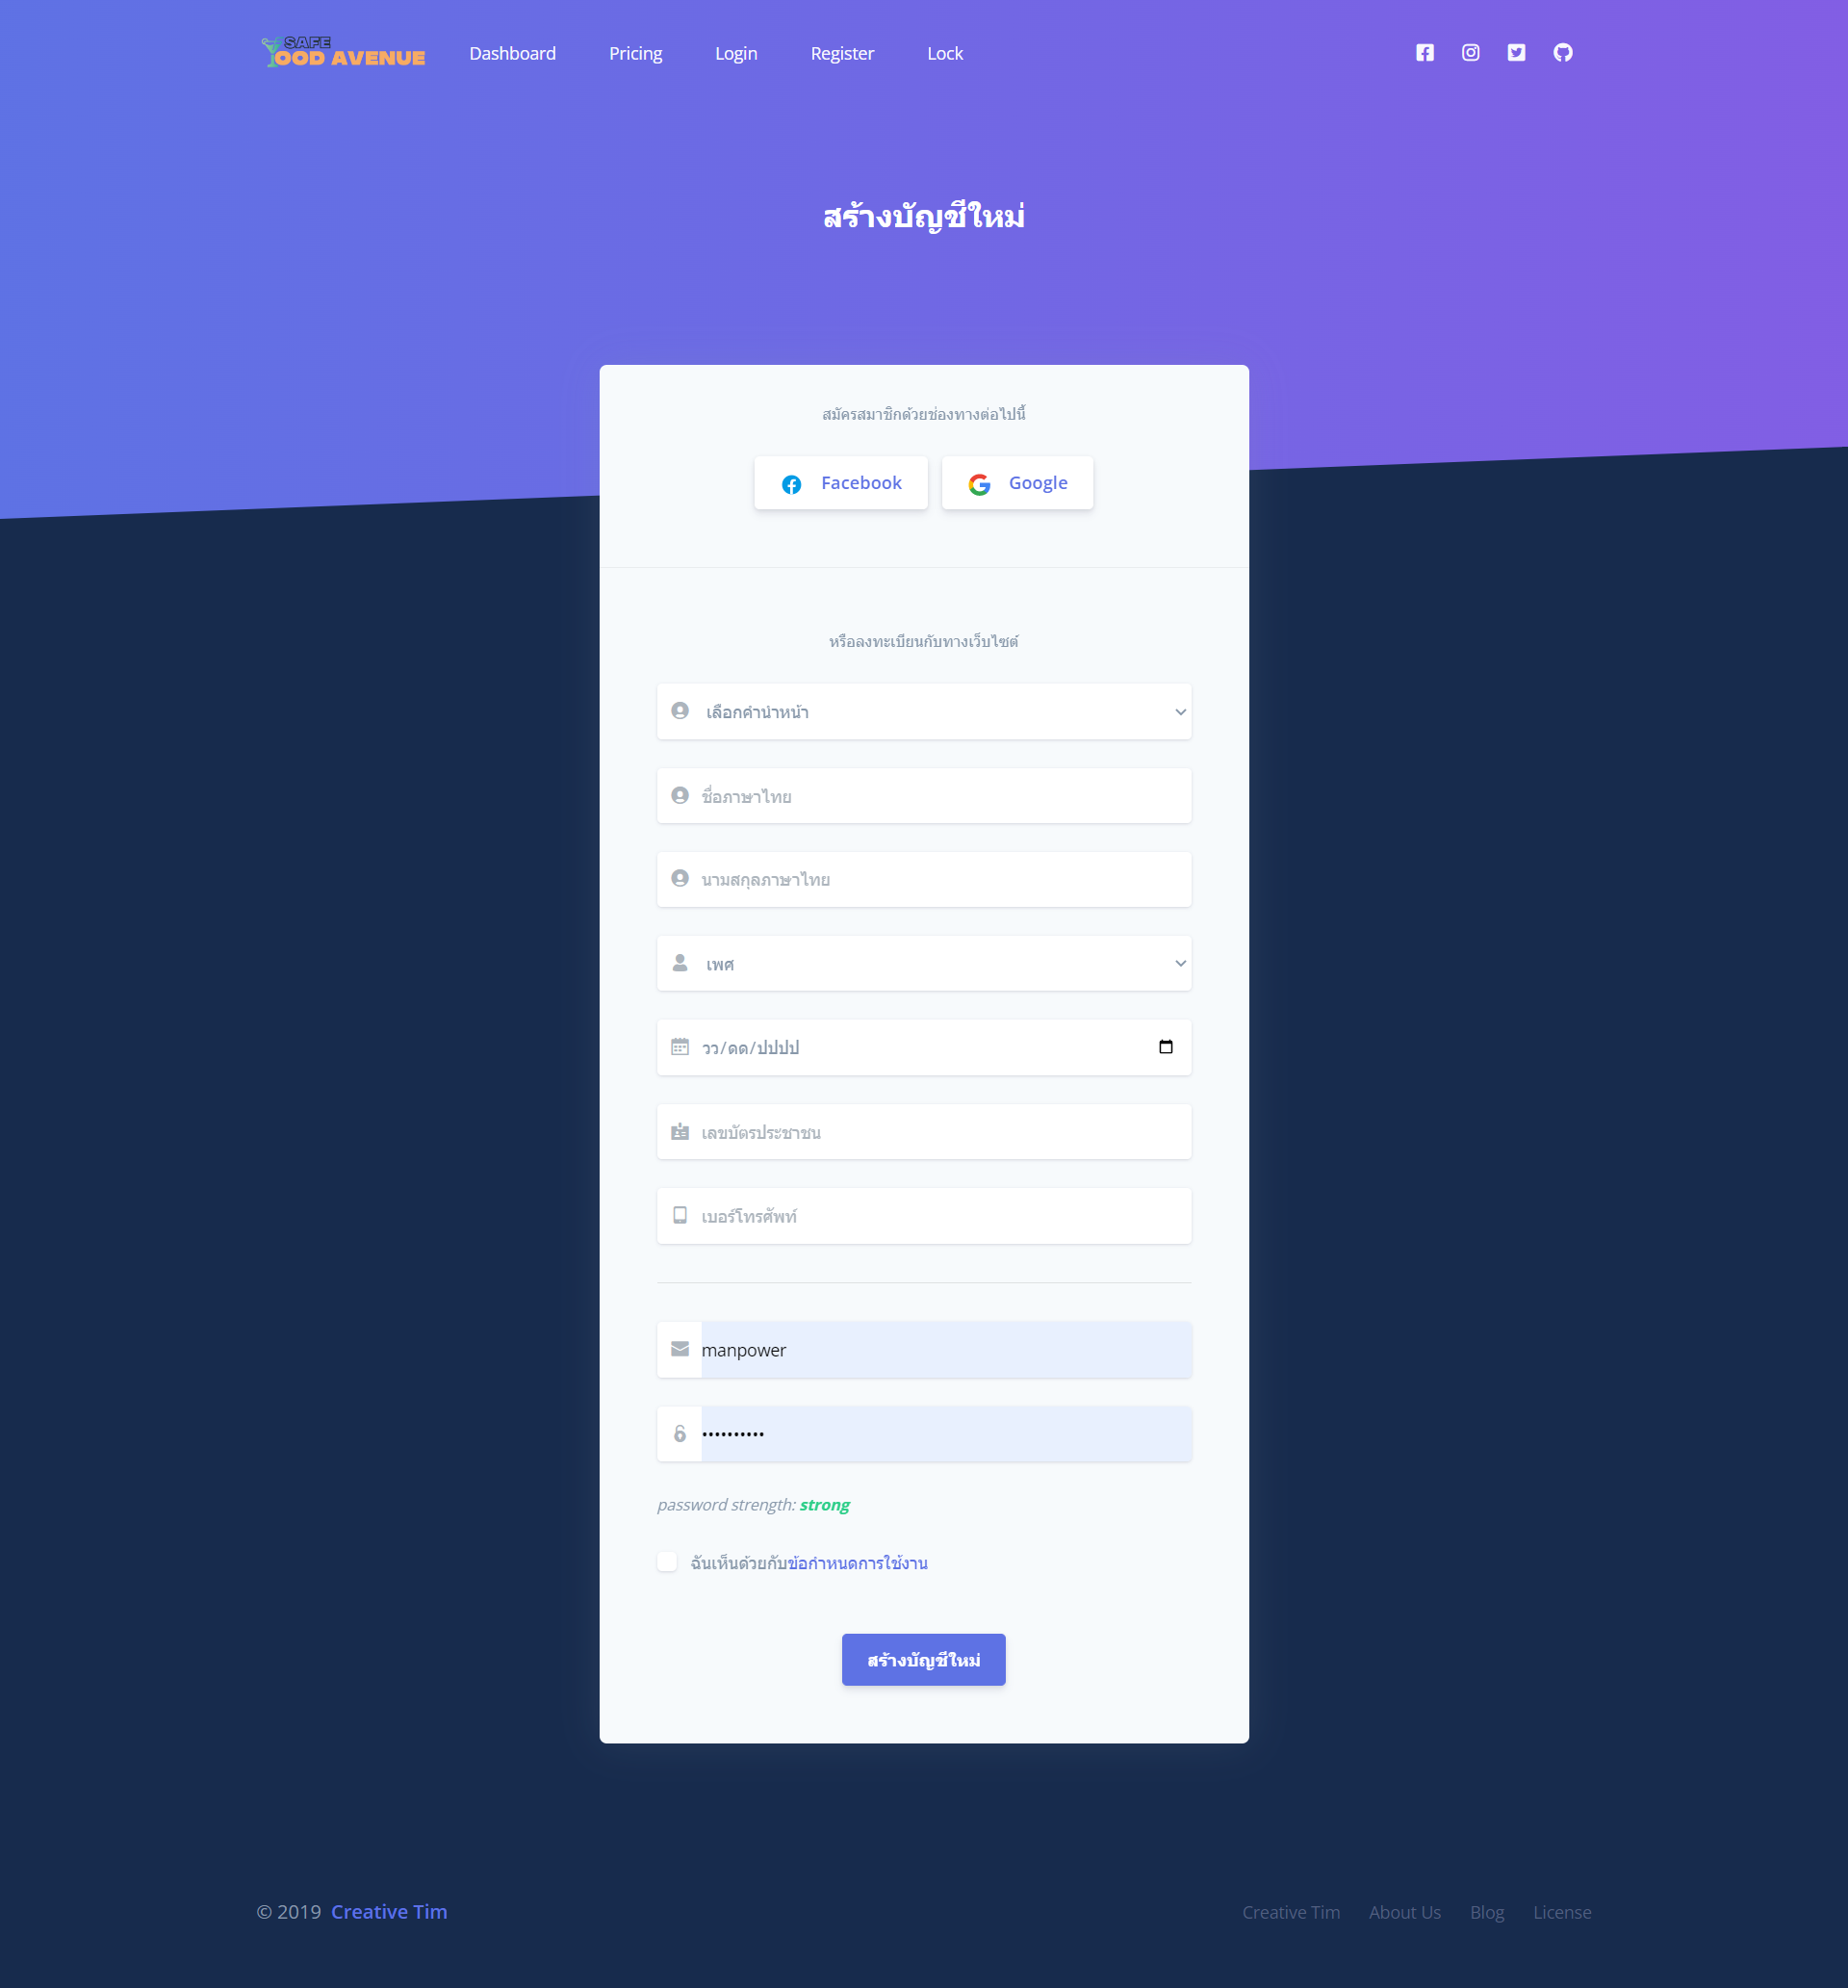 SAFE
OOD AVENUE
Dashboard
Pricing
Login
Register
Lock
สร้างบัญชีใหม่
สมัครสมาชิกด้วยช่องทางต่อไปนี้
Facebook
Google
หรือลงทะเบียนกับทางเว็บไซต์
เลือกคำนำหน้า
ชื่อภาษาไทย
นามสกุลภาษาไทย
เพศ
วว/ดด/ปปปป
เลขบัตรประชาชน
เบอร์โทรศัพท์
manpower
••••••••••
password strength: strong
ฉันเห็นด้วยกับข้อกำหนดการใช้งาน
สร้างบัญชีใหม่
© 2019 Creative Tim
Creative Tim
About Us
Blog
License